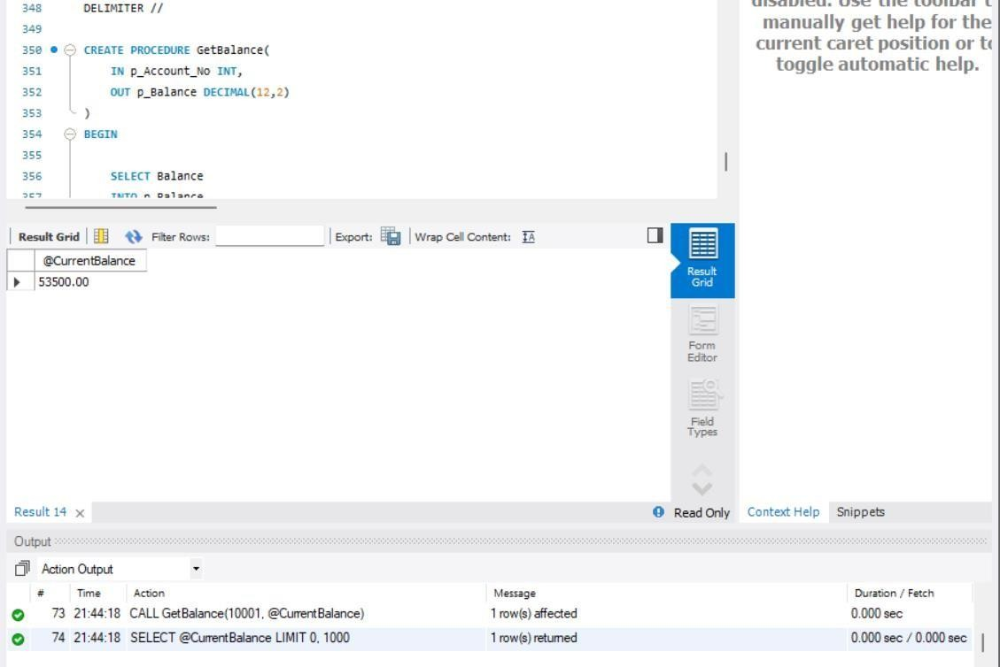 348 DELIMITER //
disabled. Use the toolbar t
349
manually get help for the
350 CREATE PROCEDURE GetBalance(
current caret position or to
351 IN p_Account_No INT,
toggle automatic help.
352 OUT p_Balance DECIMAL(12,2)
353 )
354 BEGIN
355
356 SELECT Balance
357 INTO p_Balance
Result Grid Filter Rows: Export: Wrap Cell Content: IA
@CurrentBalance
53500.00
Result
Grid
Form
Editor
Field
Types
Result 14 × Read Only Context Help Snippets
Output
Action Output
# Time Action Message Duration / Fetch
73 21:44:18 CALL GetBalance(10001, @CurrentBalance) 1 row(s) affected 0.000 sec
74 21:44:18 SELECT @CurrentBalance LIMIT 0, 1000 1 row(s) returned 0.000 sec / 0.000 sec